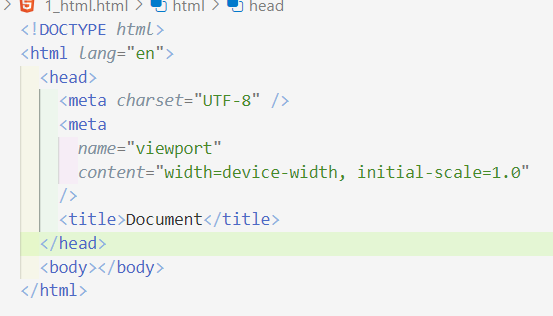 1_html.html > html > head
<!DOCTYPE html>
<html lang="en">
<head>
<meta charset="UTF-8" />
<meta
name="viewport"
content="width=device-width, initial-scale=1.0"
/>
<title>Document</title>
</head>
<body></body>
</html>